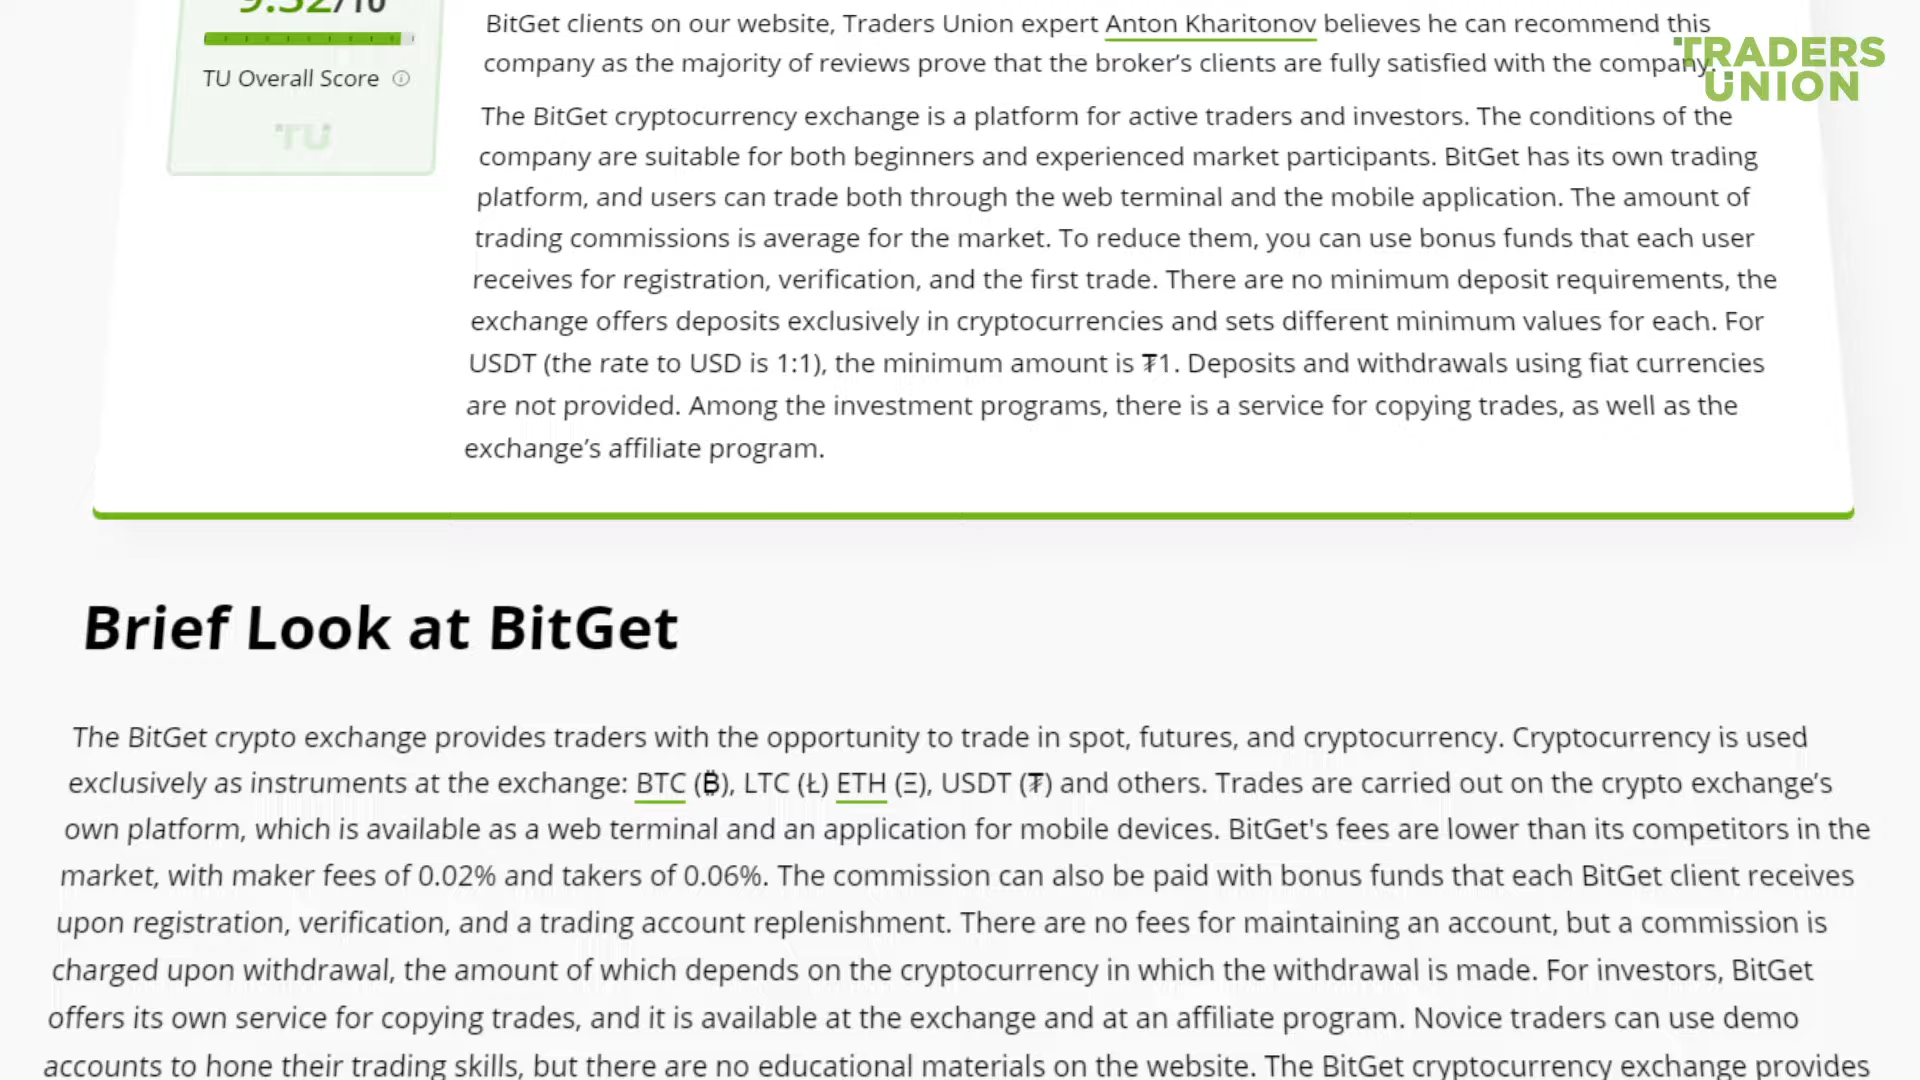 9.32/10
TU Overall Score
TU
BitGet clients on our website, Traders Union expert Anton Kharitonov believes he can recommend this
company as the majority of reviews prove that the broker’s clients are fully satisfied with the company.
TRADERS
UNION
The BitGet cryptocurrency exchange is a platform for active traders and investors. The conditions of the
company are suitable for both beginners and experienced market participants. BitGet has its own trading
platform, and users can trade both through the web terminal and the mobile application. The amount of
trading commissions is average for the market. To reduce them, you can use bonus funds that each user
receives for registration, verification, and the first trade. There are no minimum deposit requirements, the
exchange offers deposits exclusively in cryptocurrencies and sets different minimum values for each. For
USDT (the rate to USD is 1:1), the minimum amount is ₮1. Deposits and withdrawals using fiat currencies
are not provided. Among the investment programs, there is a service for copying trades, as well as the
exchange’s affiliate program.
Brief Look at BitGet
The BitGet crypto exchange provides traders with the opportunity to trade in spot, futures, and cryptocurrency. Cryptocurrency is used
exclusively as instruments at the exchange: BTC (₿), LTC (Ł) ETH (Ξ), USDT (₮) and others. Trades are carried out on the crypto exchange’s
own platform, which is available as a web terminal and an application for mobile devices. BitGet's fees are lower than its competitors in the
market, with maker fees of 0.02% and takers of 0.06%. The commission can also be paid with bonus funds that each BitGet client receives
upon registration, verification, and a trading account replenishment. There are no fees for maintaining an account, but a commission is
charged upon withdrawal, the amount of which depends on the cryptocurrency in which the withdrawal is made. For investors, BitGet
offers its own service for copying trades, and it is available at the exchange and at an affiliate program. Novice traders can use demo
accounts to hone their trading skills, but there are no educational materials on the website. The BitGet cryptocurrency exchange provides